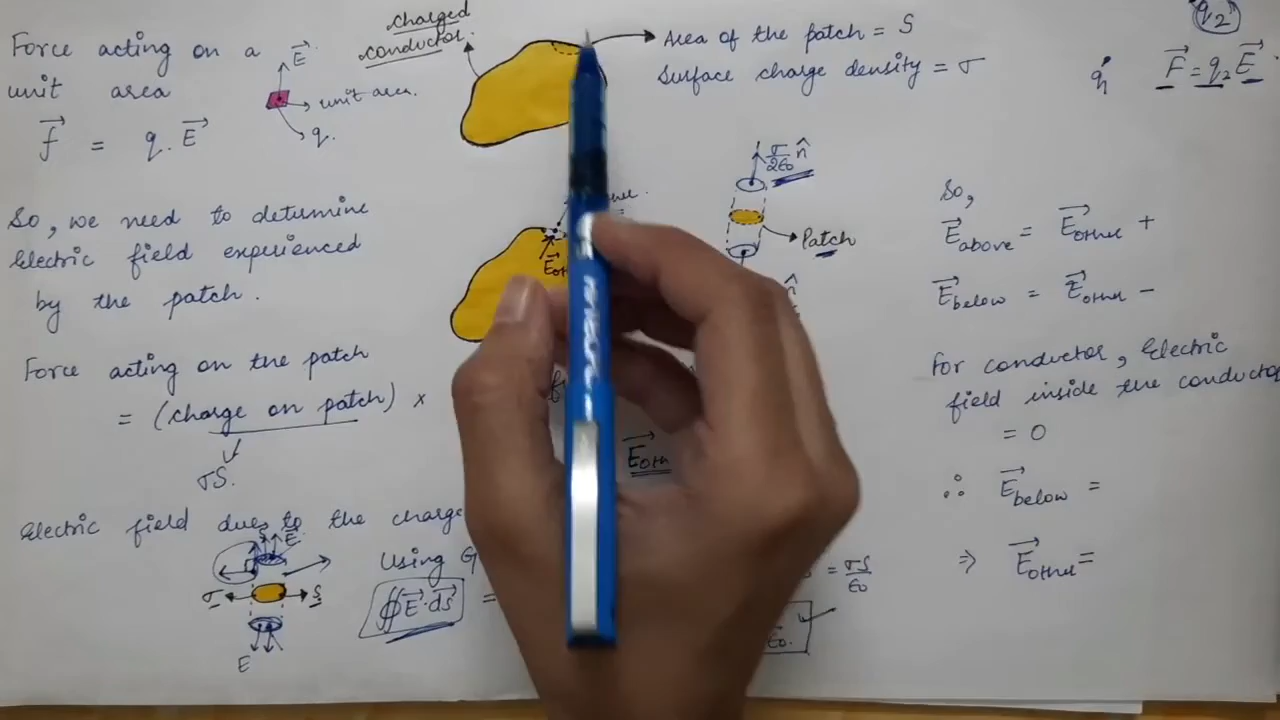 Force acting on a
unit area
f = q. E
E
unit area.
q.
charged
conductor.
Area of the patch = S
Surface charge density = σ
q2
q1
F = q2 E
So, we need to determine
Electric field experienced
by the patch.
σ/2ε0 n̂
Patch
So,
E above = E other +
E below = E other −
Force acting on the patch
= (charge on patch) ×
σS.
For conductor, Electric
field inside the conductor
= 0
∴ E below =
⇒ E other =
Electric field due to the charge
E
σ
S
E
Using G
∯ E · ds =
= σS/ε0